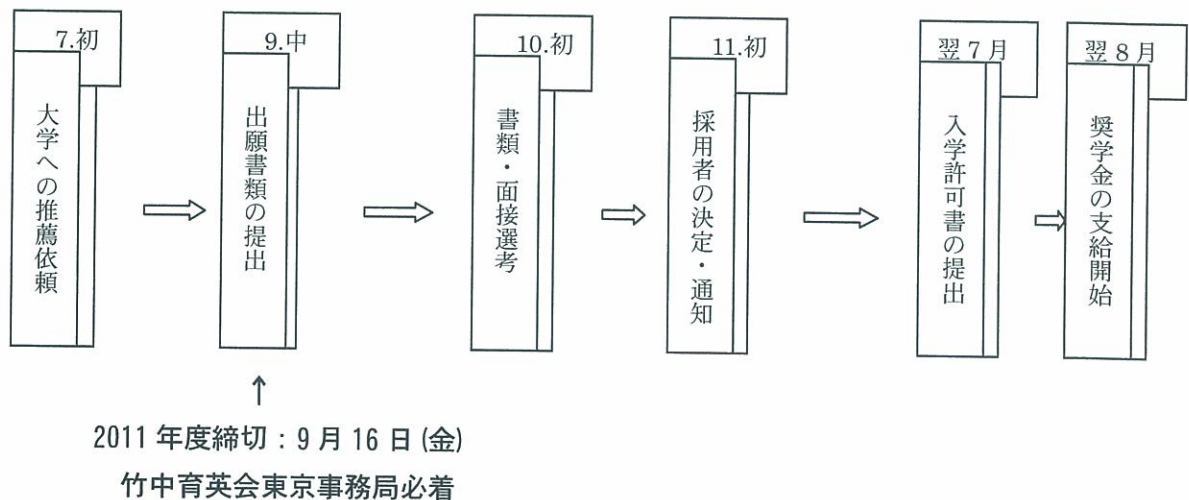 7.初
大学への推薦依頼
9.中
出願書類の提出
10.初
書類・面接選考
11.初
採用者の決定・通知
翌7月
入学許可書の提出
翌8月
奨学金の支給開始
2011年度締切：9月16日(金)
竹中育英会東京事務局必着